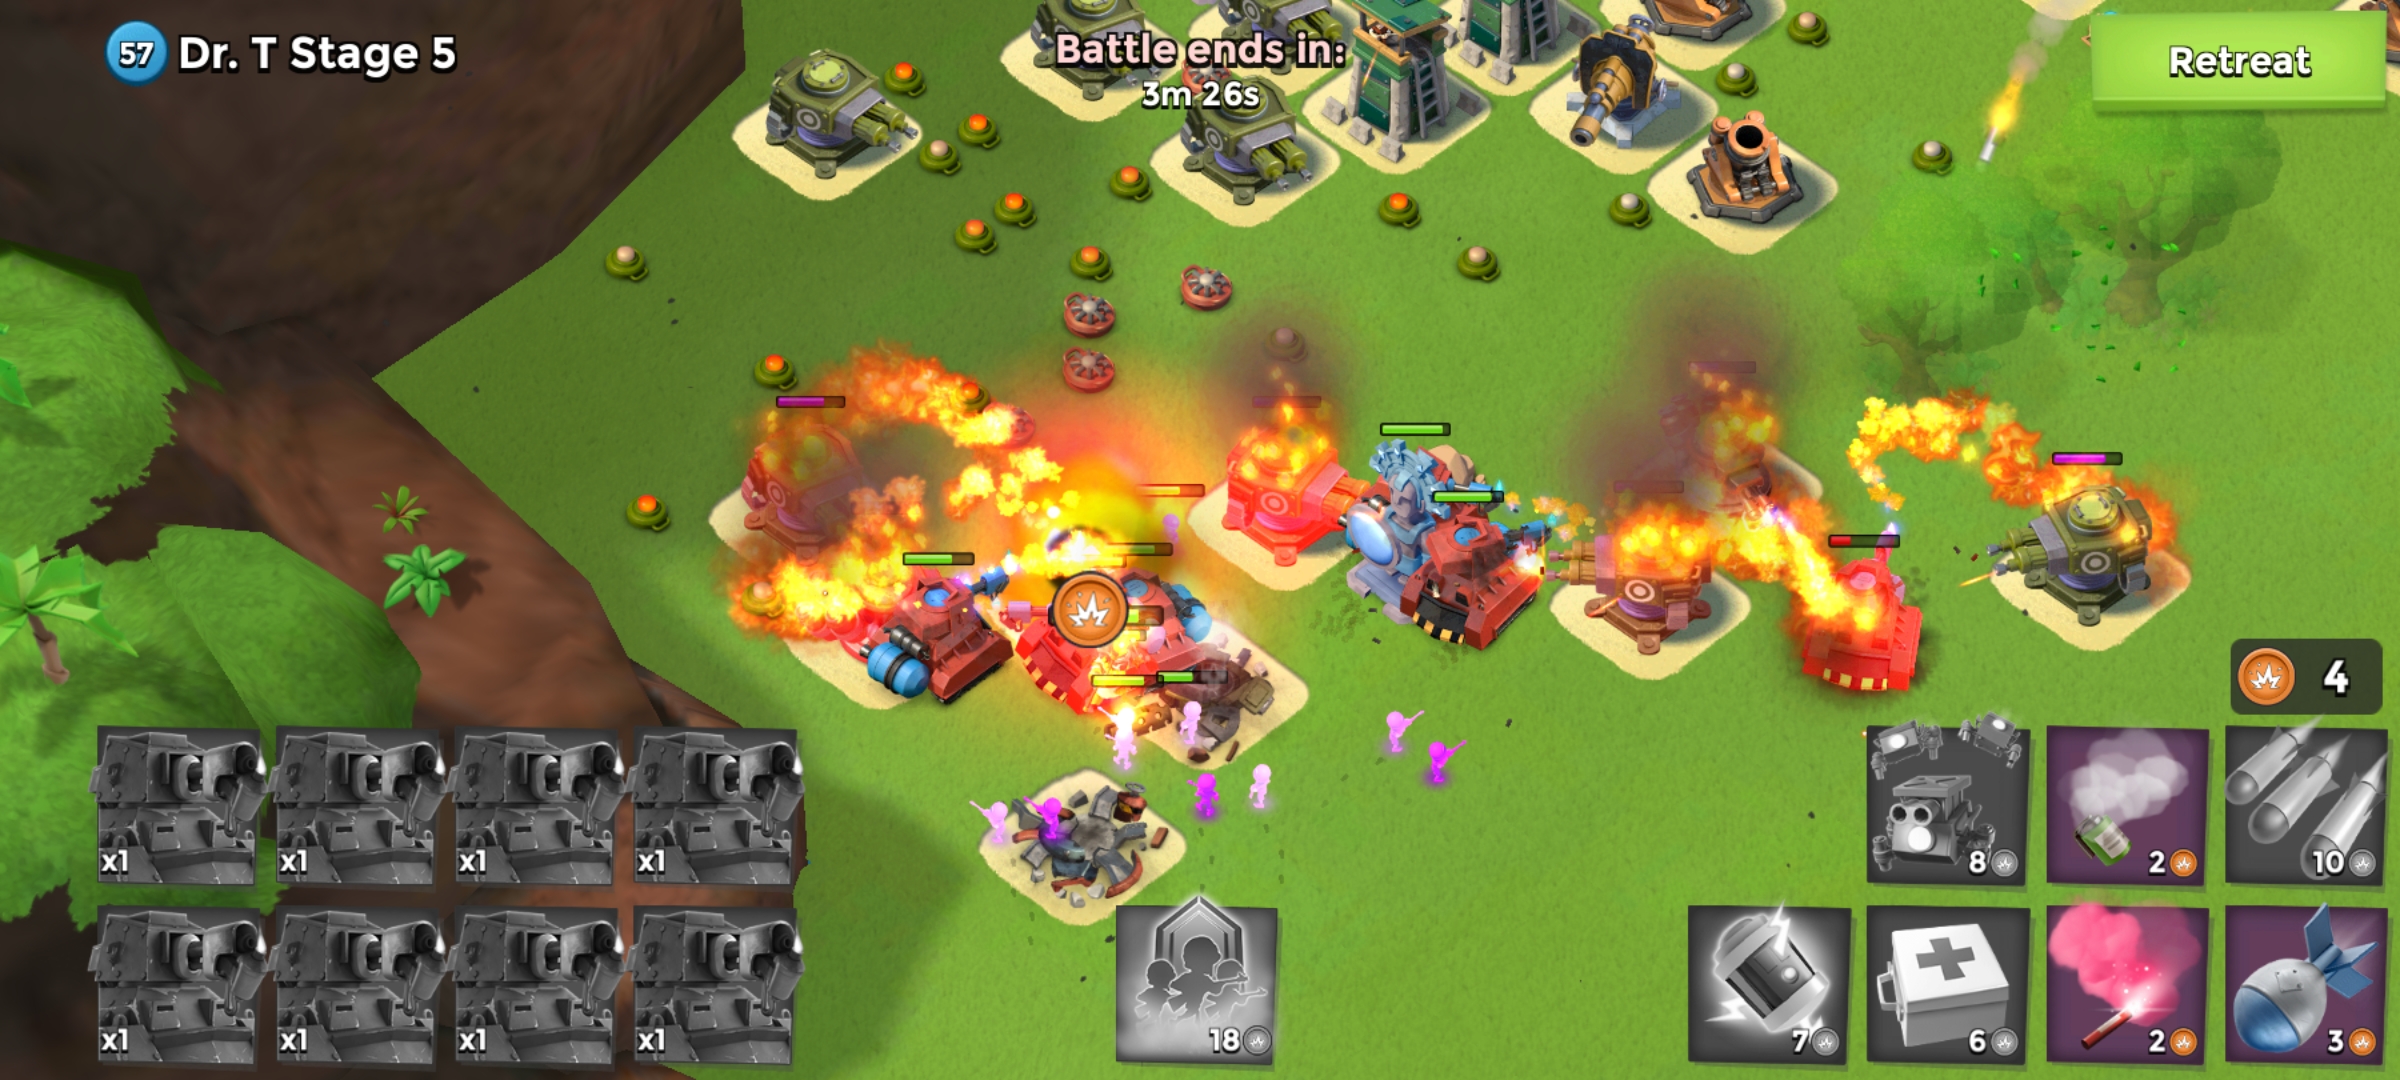 57 Dr. T Stage 5
Battle ends in:
3m 26s
Retreat
4
x1 x1 x1 x1
8 2 10
x1 x1 x1 x1
18
7 6 2 3